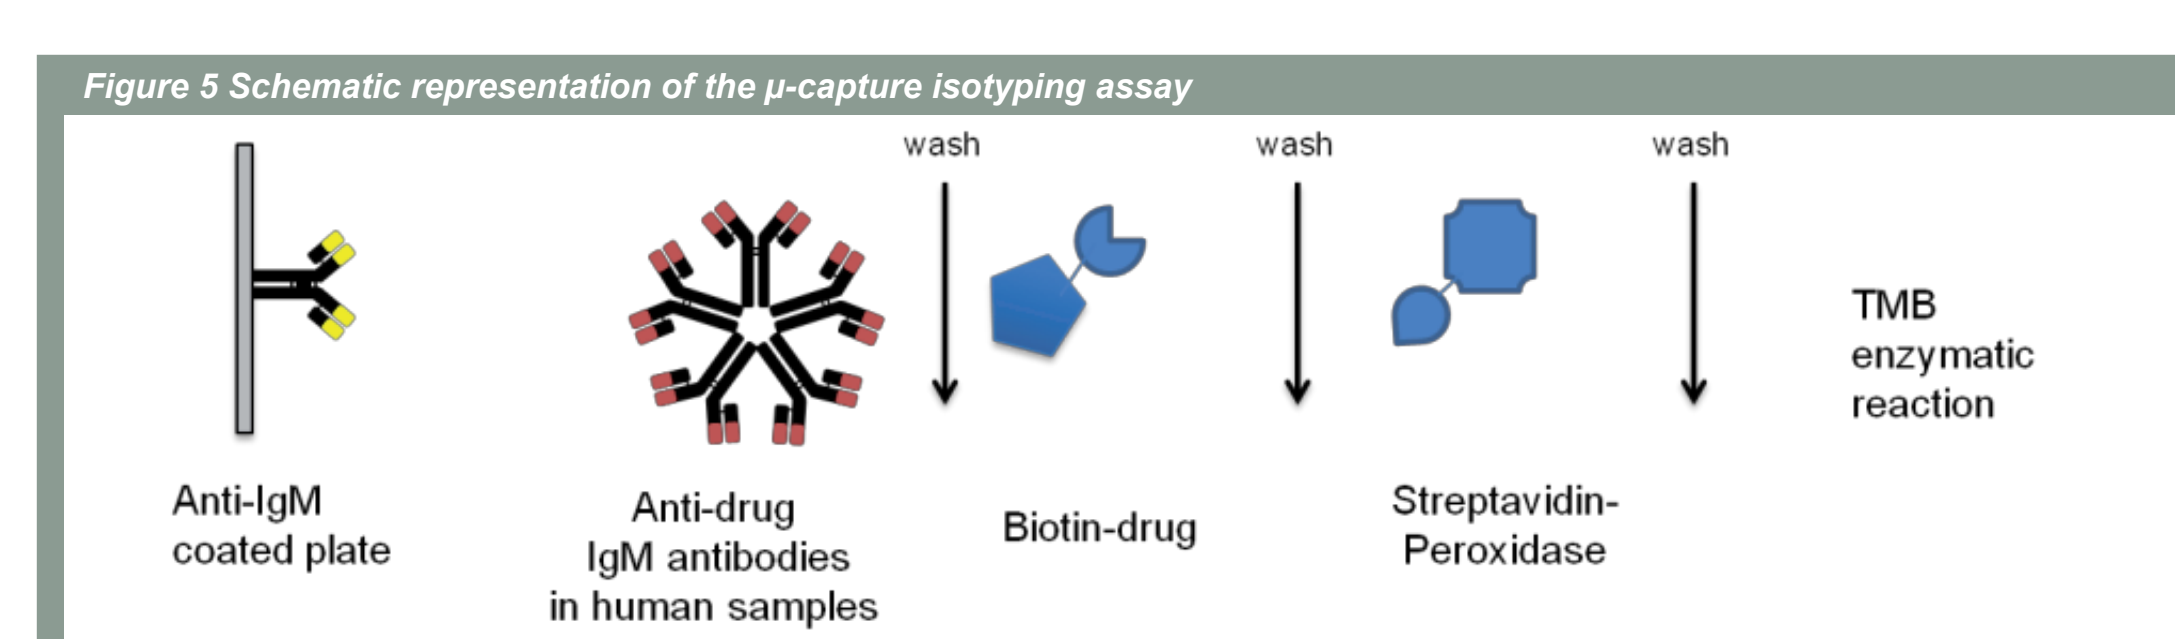 Figure 5 Schematic representation of the µ-capture isotyping assay
wash
wash
wash
TMB
enzymatic
reaction
Anti-IgM
coated plate
Anti-drug
IgM antibodies
in human samples
Biotin-drug
Streptavidin-
Peroxidase